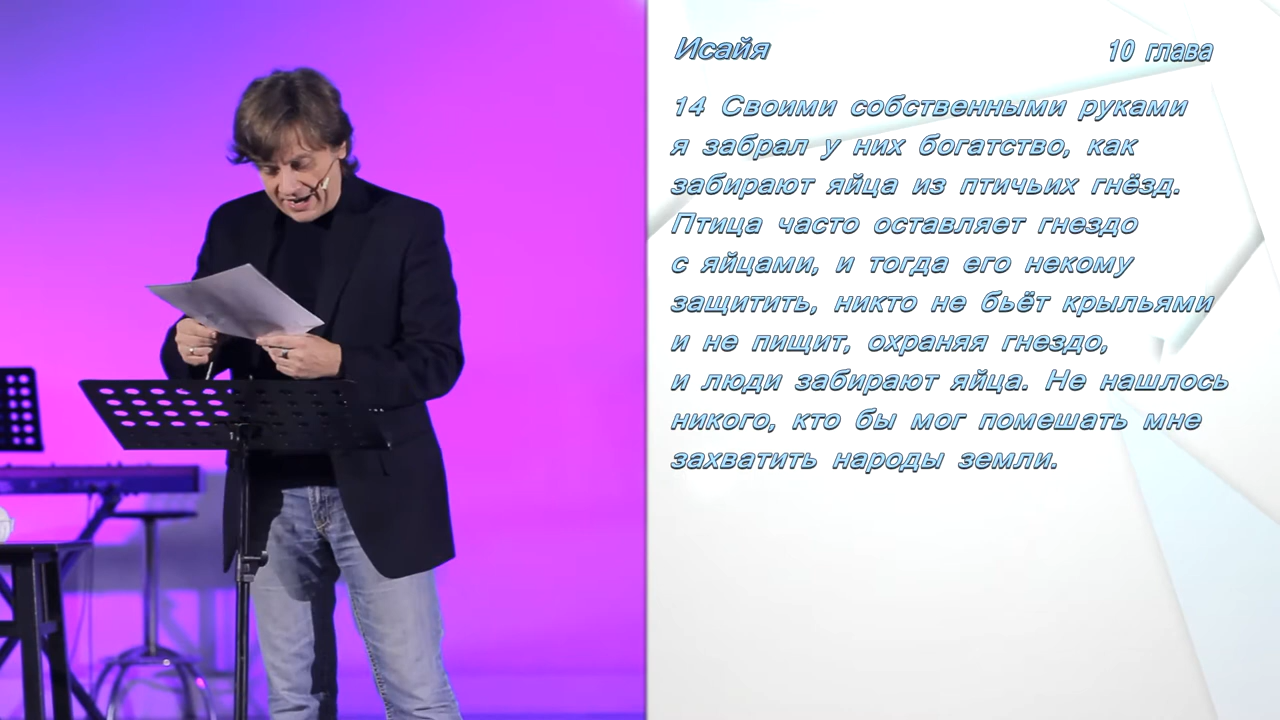 Исайя 10 глава
14 Своими собственными руками
я забрал у них богатство, как
забирают яйца из птичьих гнёзд.
Птица часто оставляет гнездо
с яйцами, и тогда его некому
защитить, никто не бьёт крыльями
и не пищит, охраняя гнездо,
и люди забирают яйца. Не нашлось
никого, кто бы мог помешать мне
захватить народы земли.